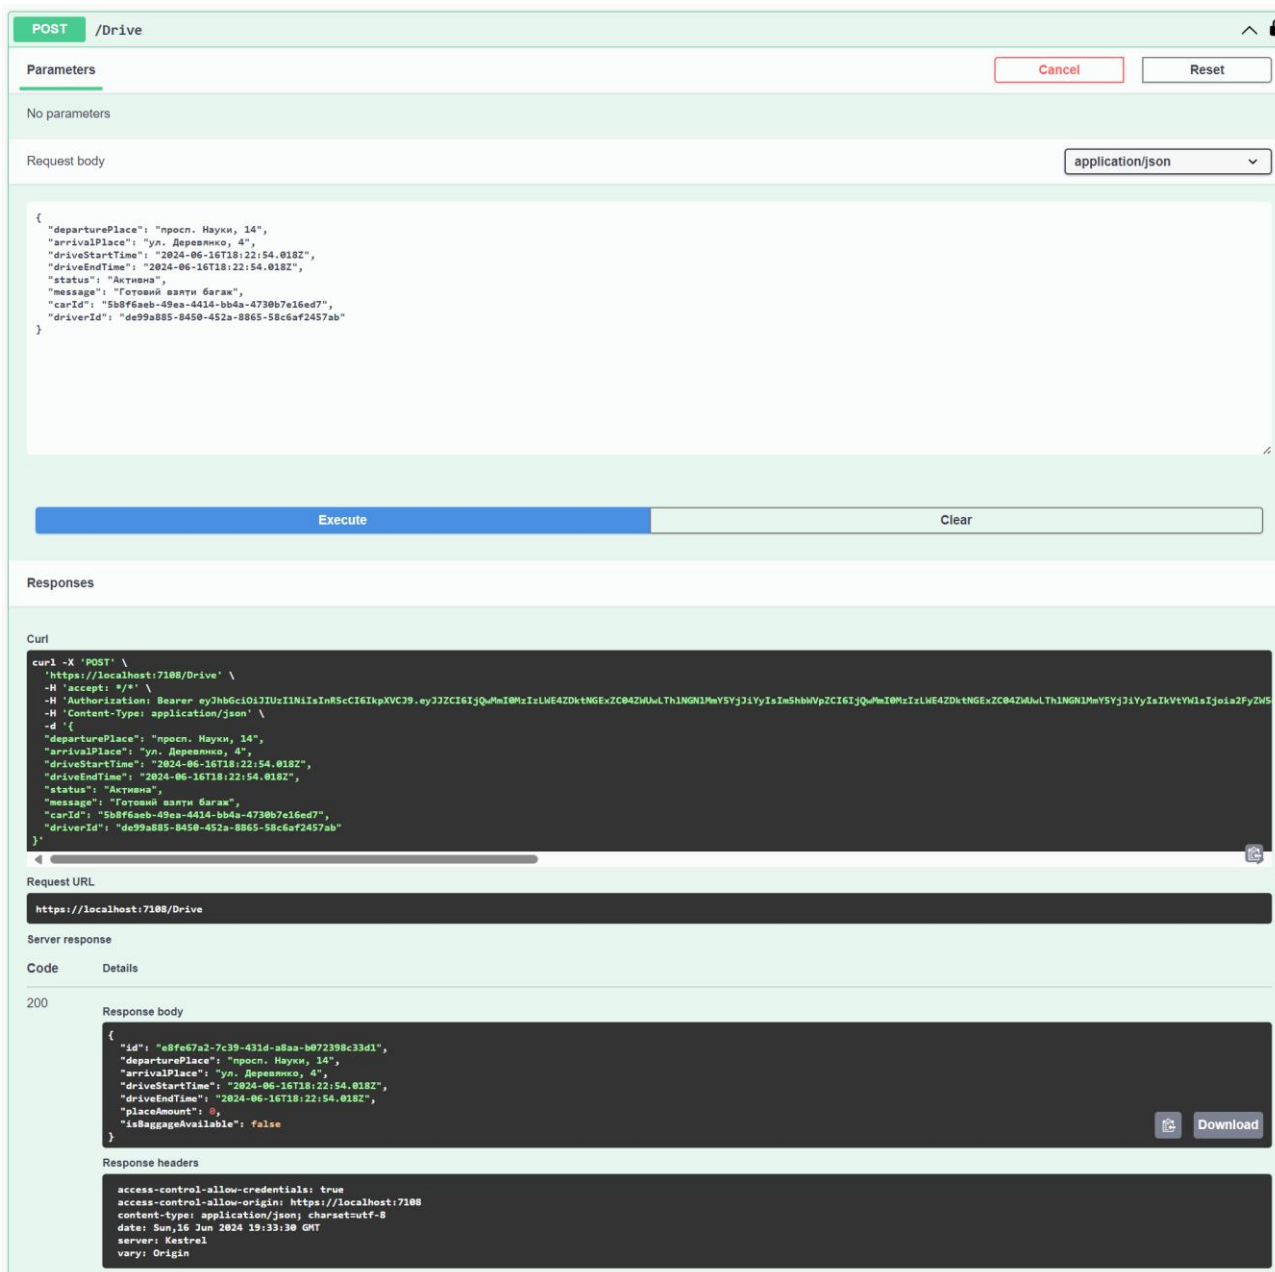 POST /Drive
Parameters
Cancel
Reset
No parameters
Request body
application/json
{
"departurePlace": "просп. Науки, 14",
"arrivalPlace": "ул. Деревянко, 4",
"driveStartTime": "2024-06-16T18:22:54.018Z",
"driveEndTime": "2024-06-16T18:22:54.018Z",
"status": "Активна",
"message": "Готовий взяти багаж",
"carId": "5b8f6aeb-49ea-4414-bb4a-4730b7e16ed7",
"driverId": "de99a885-8450-452a-8865-58c6af2457ab"
}
Execute
Clear
Responses
Curl
curl -X 'POST' \
'https://localhost:7108/Drive' \
-H 'accept: */*' \
-H 'Authorization: Bearer
-H 'Content-Type: application/json' \
-d '{
"departurePlace": "просп. Науки, 14",
"arrivalPlace": "ул. Деревянко, 4",
"driveStartTime": "2024-06-16T18:22:54.018Z",
"driveEndTime": "2024-06-16T18:22:54.018Z",
"status": "Активна",
"message": "Готовий взяти багаж",
"carId": "5b8f6aeb-49ea-4414-bb4a-4730b7e16ed7",
"driverId": "de99a885-8450-452a-8865-58c6af2457ab"
}'
Request URL
https://localhost:7108/Drive
Server response
Code
Details
200
Response body
{
"id": "e8fe67a2-7c39-431d-a8aa-b072398c33d1",
"departurePlace": "просп. Науки, 14",
"arrivalPlace": "ул. Деревянко, 4",
"driveStartTime": "2024-06-16T18:22:54.018Z",
"driveEndTime": "2024-06-16T18:22:54.018Z",
"placeAmount": 0,
"isBaggageAvailable": false
}
Download
Response headers
access-control-allow-credentials: true
access-control-allow-origin: https://localhost:7108
content-type: application/json; charset=utf-8
date: Sun,16 Jun 2024 19:33:30 GMT
server: Kestrel
vary: Origin